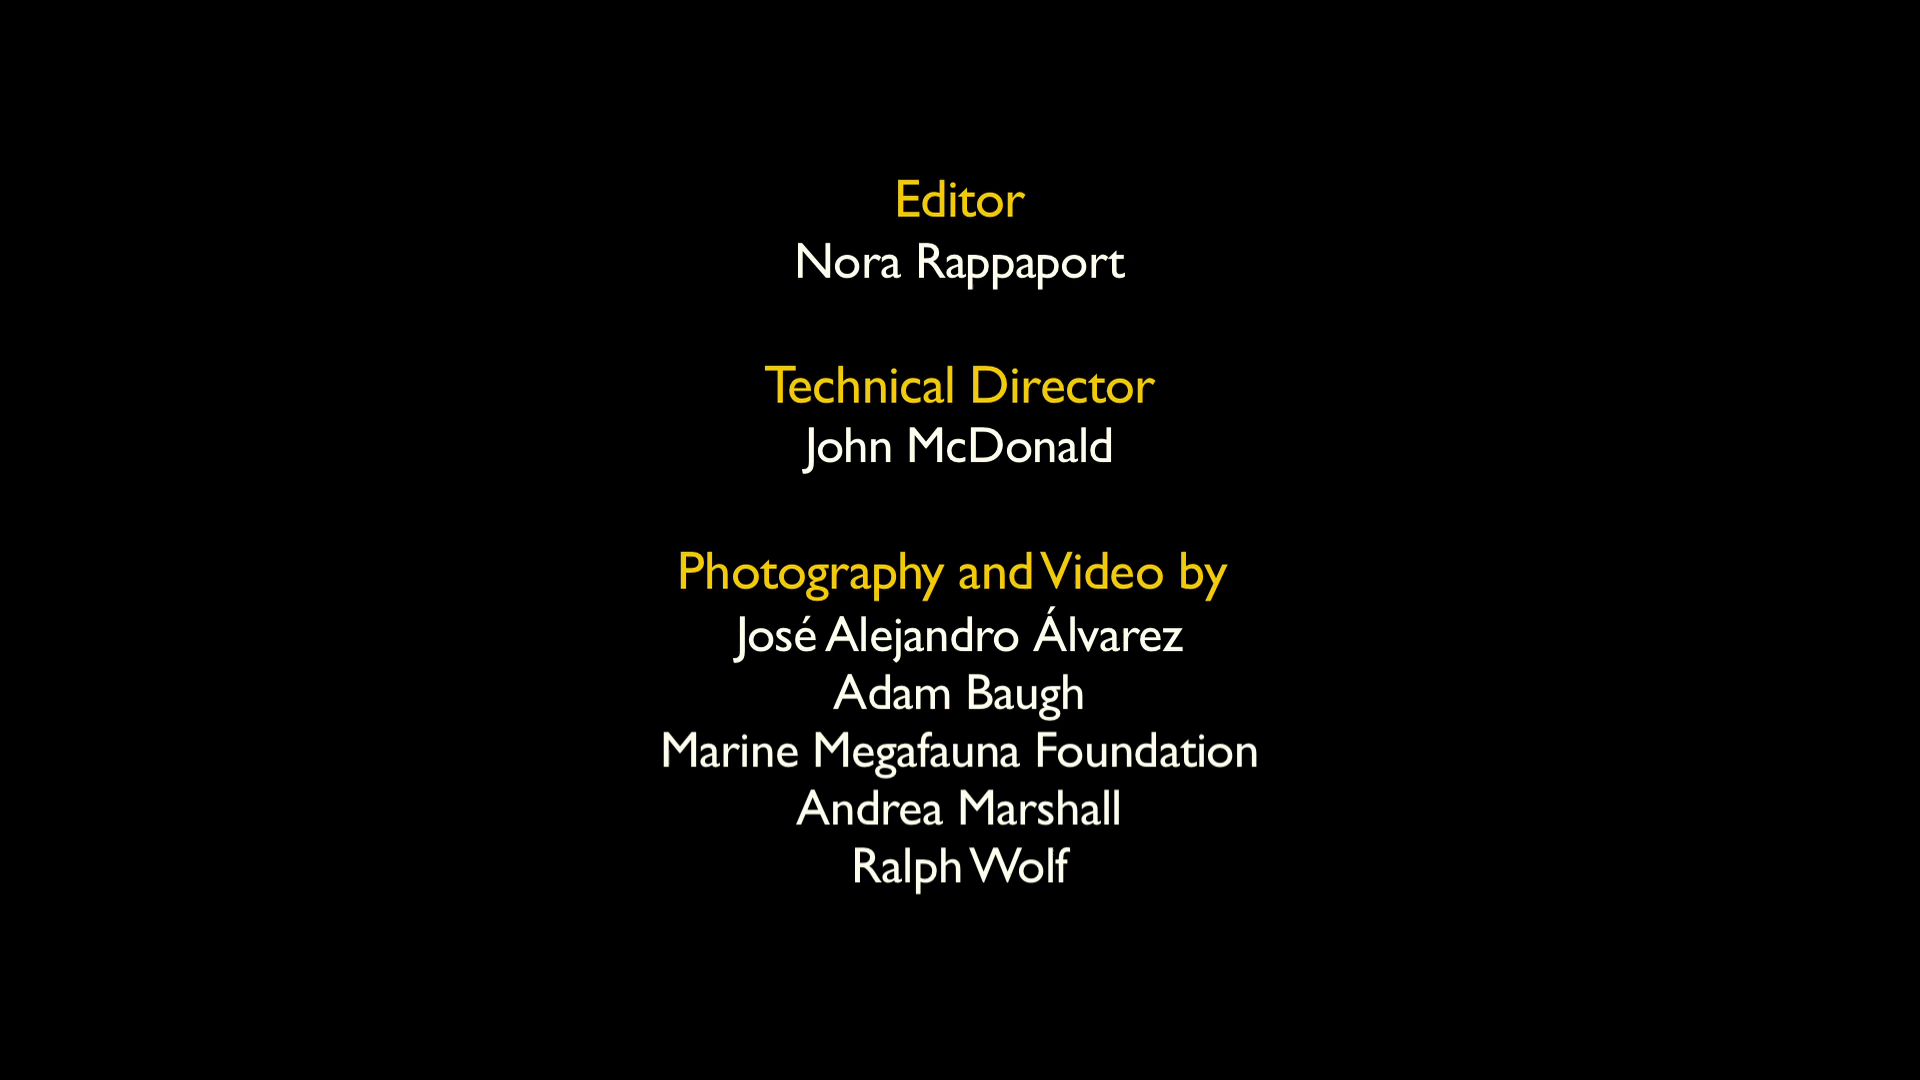 Editor
Nora Rappaport
Technical Director
John McDonald
Photography and Video by
José Alejandro Álvarez
Adam Baugh
Marine Megafauna Foundation
Andrea Marshall
Ralph Wolf